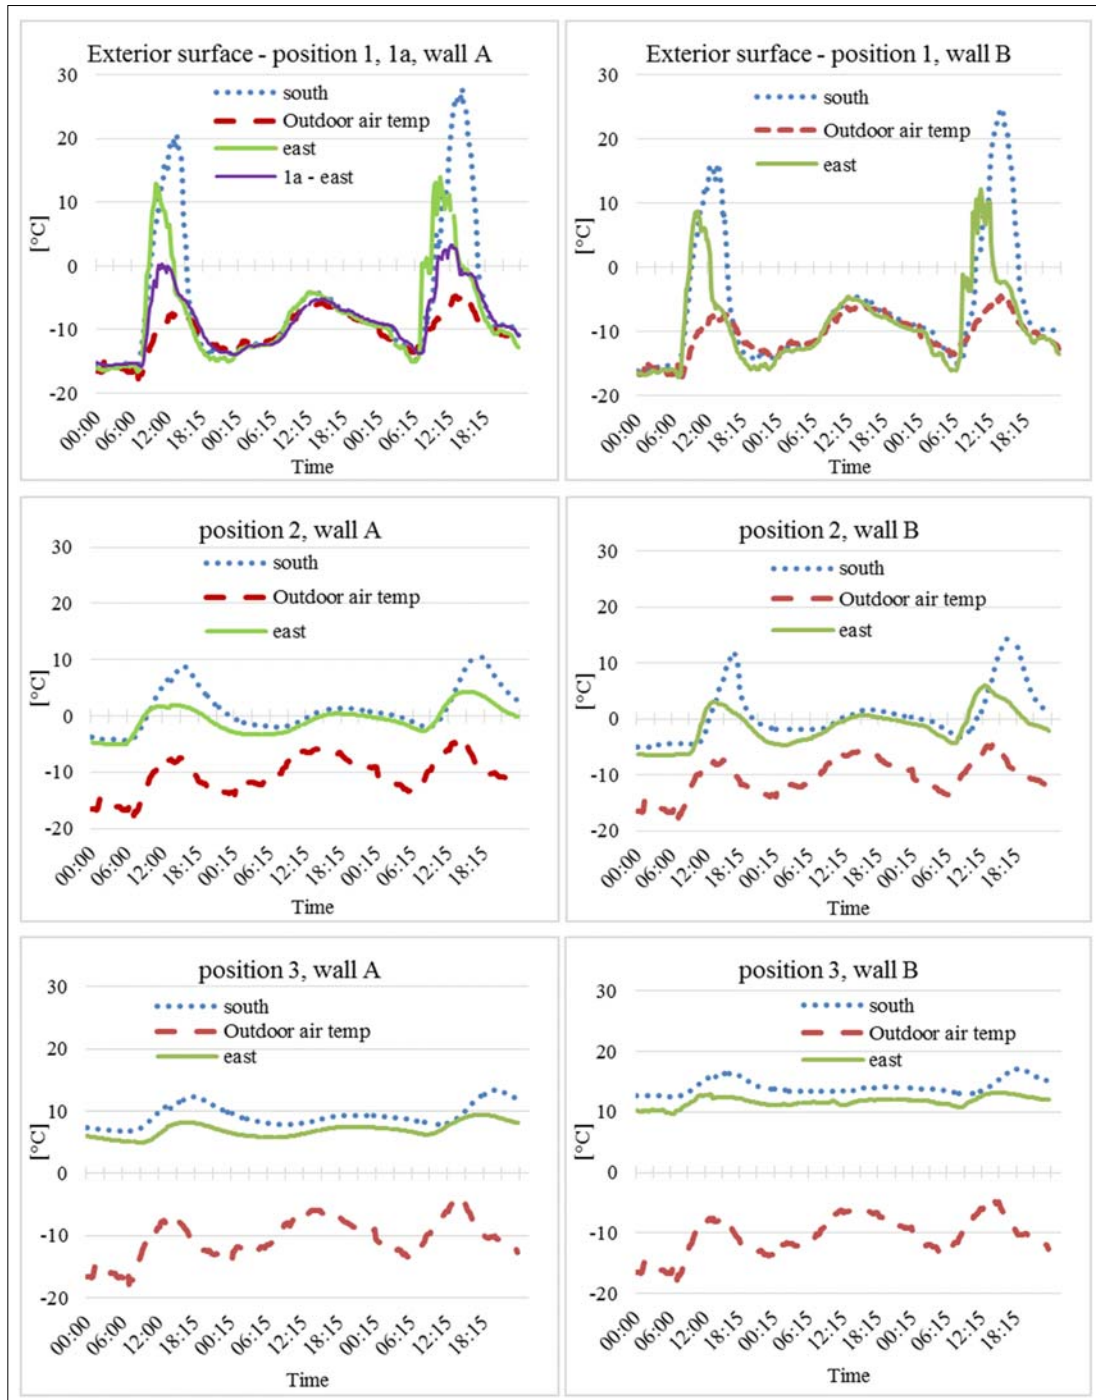 Exterior surface - position 1, 1a, wall A
30
20
10
0
-10
-20
[°C]
south
Outdoor air temp
east
1a - east
00:00
06:00
12:00
18:15
00:15
06:15
12:15
18:15
00:15
06:15
12:15
18:15
Time
Exterior surface - position 1, wall B
30
20
10
0
-10
-20
[°C]
south
Outdoor air temp
east
00:00
06:00
12:00
18:15
00:15
06:15
12:15
18:15
00:15
06:15
12:15
18:15
Time
position 2, wall A
30
20
10
0
-10
-20
[°C]
south
Outdoor air temp
east
00:00
06:00
12:00
18:15
00:15
06:15
12:15
18:15
00:15
06:15
12:15
18:15
Time
position 2, wall B
30
20
10
0
-10
-20
[°C]
south
Outdoor air temp
east
00:00
06:00
12:00
18:15
00:15
06:15
12:15
18:15
00:15
06:15
12:15
18:15
Time
position 3, wall A
30
20
10
0
-10
-20
[°C]
south
Outdoor air temp
east
00:00
06:00
12:00
18:15
00:15
06:15
12:15
18:15
00:15
06:15
12:15
18:15
Time
position 3, wall B
30
20
10
0
-10
-20
[°C]
south
Outdoor air temp
east
00:00
06:00
12:00
18:15
00:15
06:15
12:15
18:15
00:15
06:15
12:15
18:15
Time